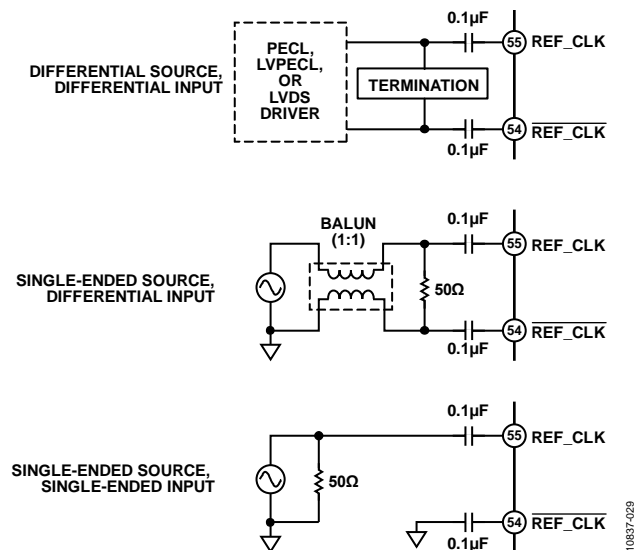 0.1µF
55 REF_CLK
PECL,
LVPECL,
OR
LVDS
DRIVER
DIFFERENTIAL SOURCE,
DIFFERENTIAL INPUT
TERMINATION
54 REF_CLK
0.1µF
BALUN
(1:1)
0.1µF
55 REF_CLK
SINGLE-ENDED SOURCE,
DIFFERENTIAL INPUT
50Ω
54 REF_CLK
0.1µF
0.1µF
55 REF_CLK
SINGLE-ENDED SOURCE,
SINGLE-ENDED INPUT
50Ω
54 REF_CLK
0.1µF
10837-029